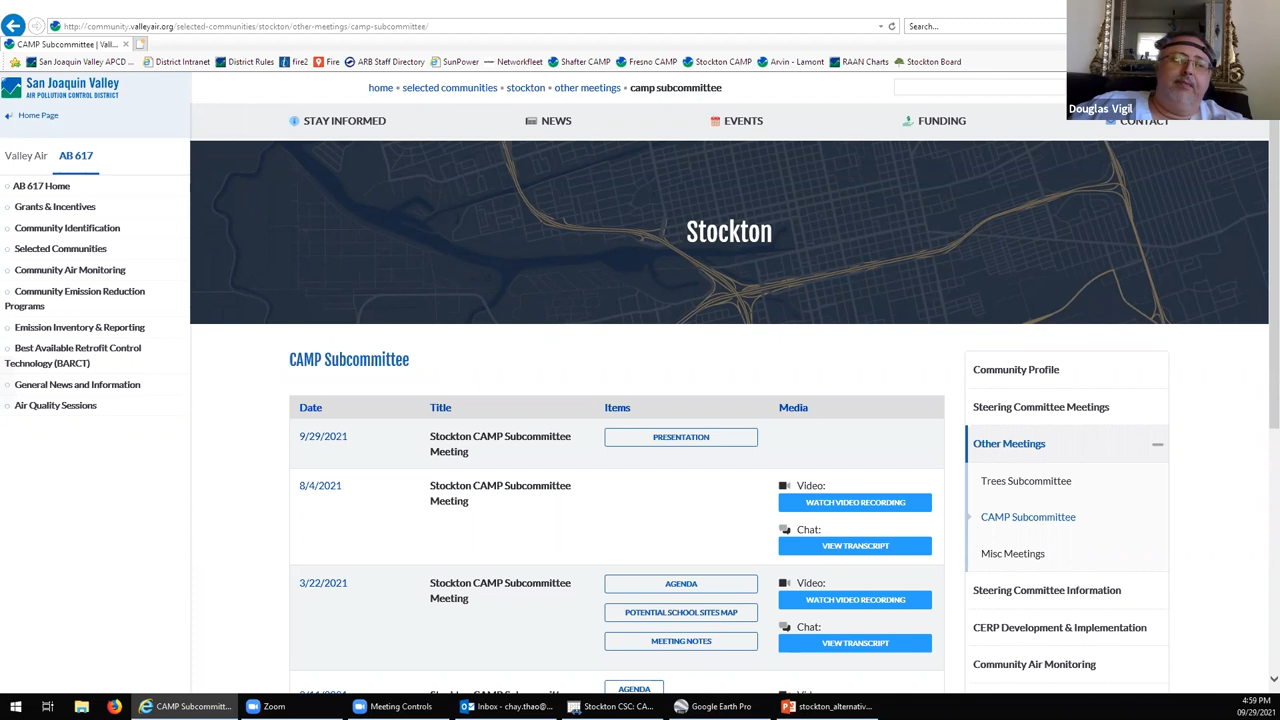 http://community.valleyair.org/selected-communities/stockton/other-meetings/camp-subcommittee/
Search...
CAMP Subcommittee | Vall...
San Joaquin Valley APCD ...
District Intranet
District Rules
fire2
Fire
ARB Staff Directory
SunPower
Networkfleet
Shafter CAMP
Fresno CAMP
Stockton CAMP
Arvin - Lamont
RAAN Charts
Stockton Board
San Joaquin Valley
AIR POLLUTION CONTROL DISTRICT
Home Page
home • selected communities • stockton • other meetings • camp subcommittee
Douglas Vigil
STAY INFORMED
NEWS
EVENTS
FUNDING
CONTACT
Valley Air
AB 617
AB 617 Home
Grants & Incentives
Community Identification
Selected Communities
Community Air Monitoring
Community Emission Reduction
Programs
Emission Inventory & Reporting
Best Available Retrofit Control
Technology (BARCT)
General News and Information
Air Quality Sessions
Stockton
CAMP Subcommittee
Date
Title
Items
Media
9/29/2021
Stockton CAMP Subcommittee
Meeting
PRESENTATION
8/4/2021
Stockton CAMP Subcommittee
Meeting
Video:
WATCH VIDEO RECORDING
Chat:
VIEW TRANSCRIPT
3/22/2021
Stockton CAMP Subcommittee
Meeting
AGENDA
POTENTIAL SCHOOL SITES MAP
MEETING NOTES
Video:
WATCH VIDEO RECORDING
Chat:
VIEW TRANSCRIPT
AGENDA
Community Profile
Steering Committee Meetings
Other Meetings
Trees Subcommittee
CAMP Subcommittee
Misc Meetings
Steering Committee Information
CERP Development & Implementation
Community Air Monitoring
CAMP Subcommitt...
Zoom
Meeting Controls
Inbox - chay.thao@...
Stockton CSC: CA...
Google Earth Pro
stockton_alternativ...
4:59 PM
09/29/2021